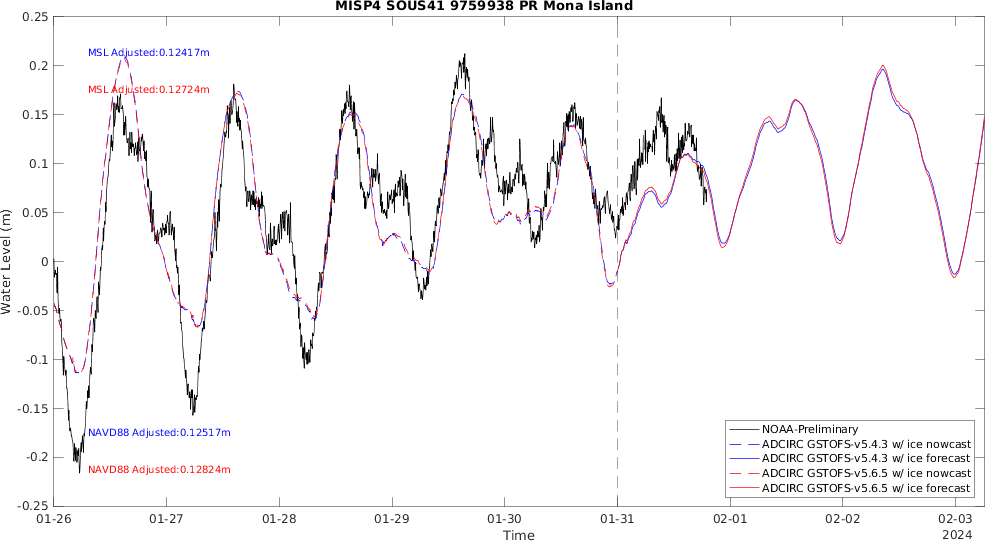 MISP4 SOUS41 9759938 PR Mona Island
0.25
0.2
0.15
0.1
0.05
0
-0.05
-0.1
-0.15
-0.2
-0.25
Water Level (m)
MSL Adjusted:0.12417m
MSL Adjusted:0.12724m
NAVD88 Adjusted:0.12517m
NAVD88 Adjusted:0.12824m
NOAA-Preliminary
ADCIRC GSTOFS-v5.4.3 w/ ice nowcast
ADCIRC GSTOFS-v5.4.3 w/ ice forecast
ADCIRC GSTOFS-v5.6.5 w/ ice nowcast
ADCIRC GSTOFS-v5.6.5 w/ ice forecast
01-26 01-27 01-28 01-29 01-30 01-31 02-01 02-02 02-03
Time
2024